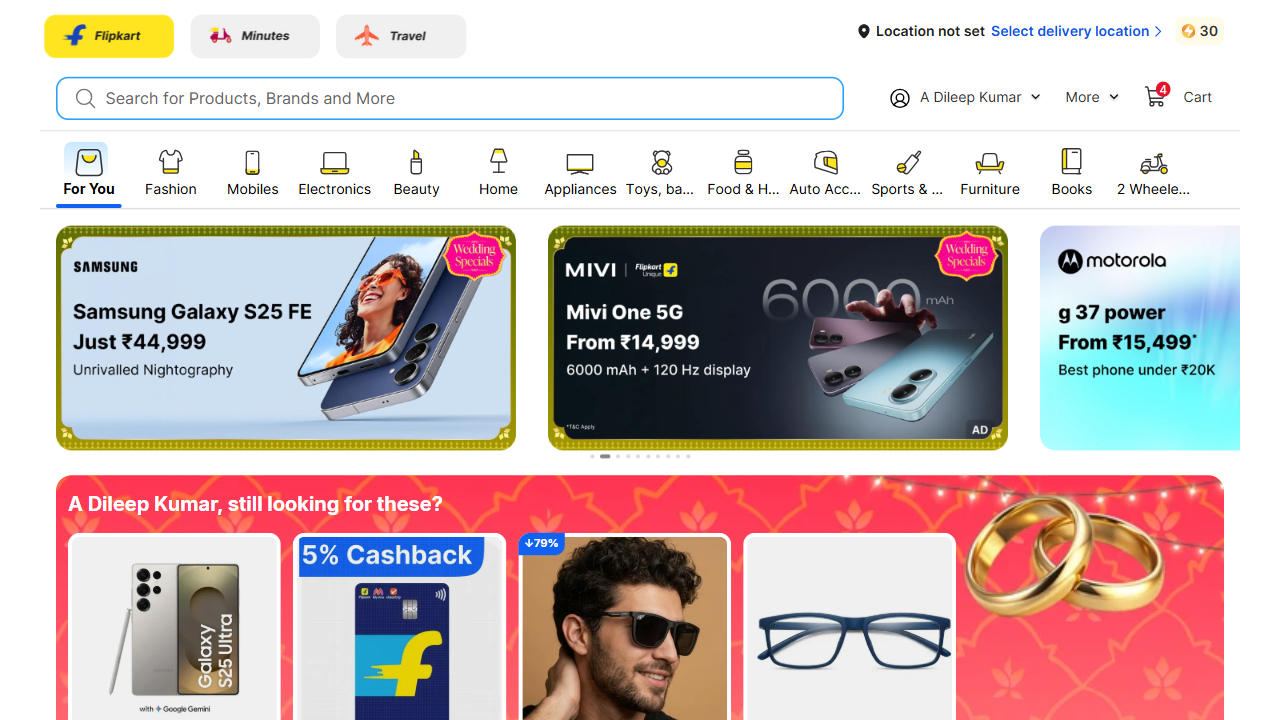 Flipkart
Minutes
Travel
Location not set Select delivery location
30
Search for Products, Brands and More
A Dileep Kumar
More
4
Cart
For You
Fashion
Mobiles
Electronics
Beauty
Home
Appliances
Toys, ba...
Food & H...
Auto Acc...
Sports & ...
Furniture
Books
2 Wheele...
SAMSUNG
Wedding
Specials
Samsung Galaxy S25 FE
Just ₹44,999
Unrivalled Nightography
MIVI | Flipkart
Unique
Wedding
Specials
6000 mAh
Mivi One 5G
From ₹14,999
6000 mAh + 120 Hz display
*T&C Apply
AD
motorola
g 37 power
From ₹15,499*
Best phone under ₹20K
A Dileep Kumar, still looking for these?
Galaxy
S25 Ultra
with Google Gemini
5% Cashback
↓79%